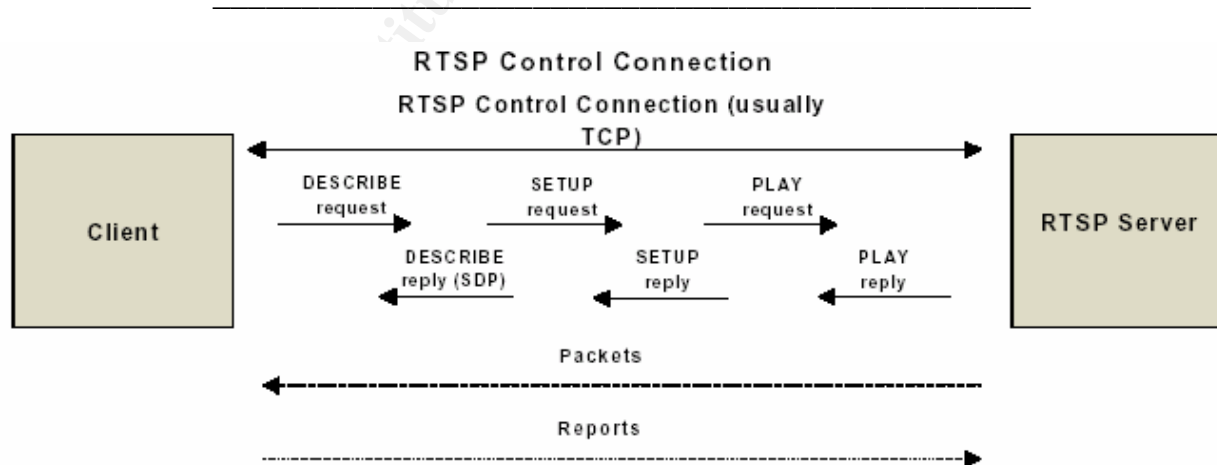 RTSP Control Connection
RTSP Control Connection (usually
TCP)
DESCRIBE
request
SETUP
request
PLAY
request
Client
RTSP Server
DESCRIBE
reply (SDP)
SETUP
reply
PLAY
reply
Packets
Reports